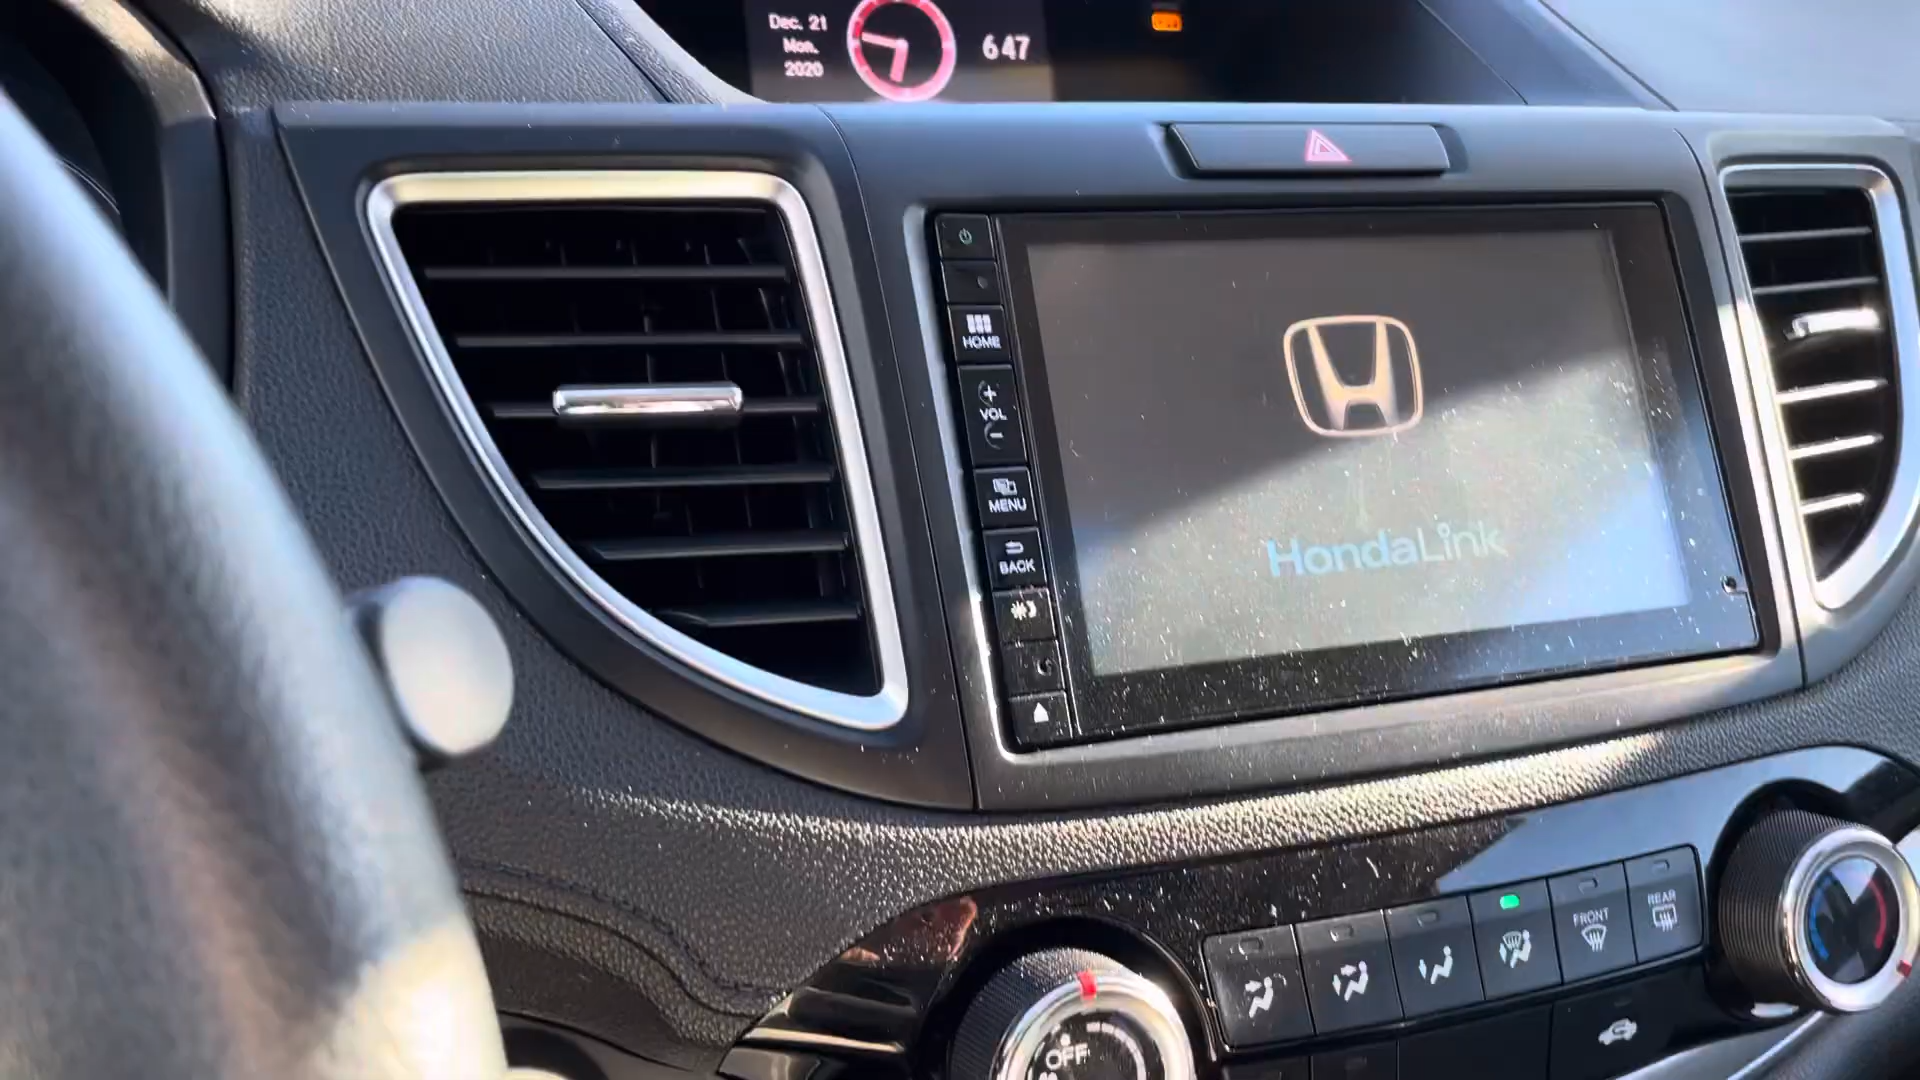 Dec. 21
Mon.
2020
647
HOME
VOL
MENU
BACK
HondaLink
FRONT
REAR
OFF